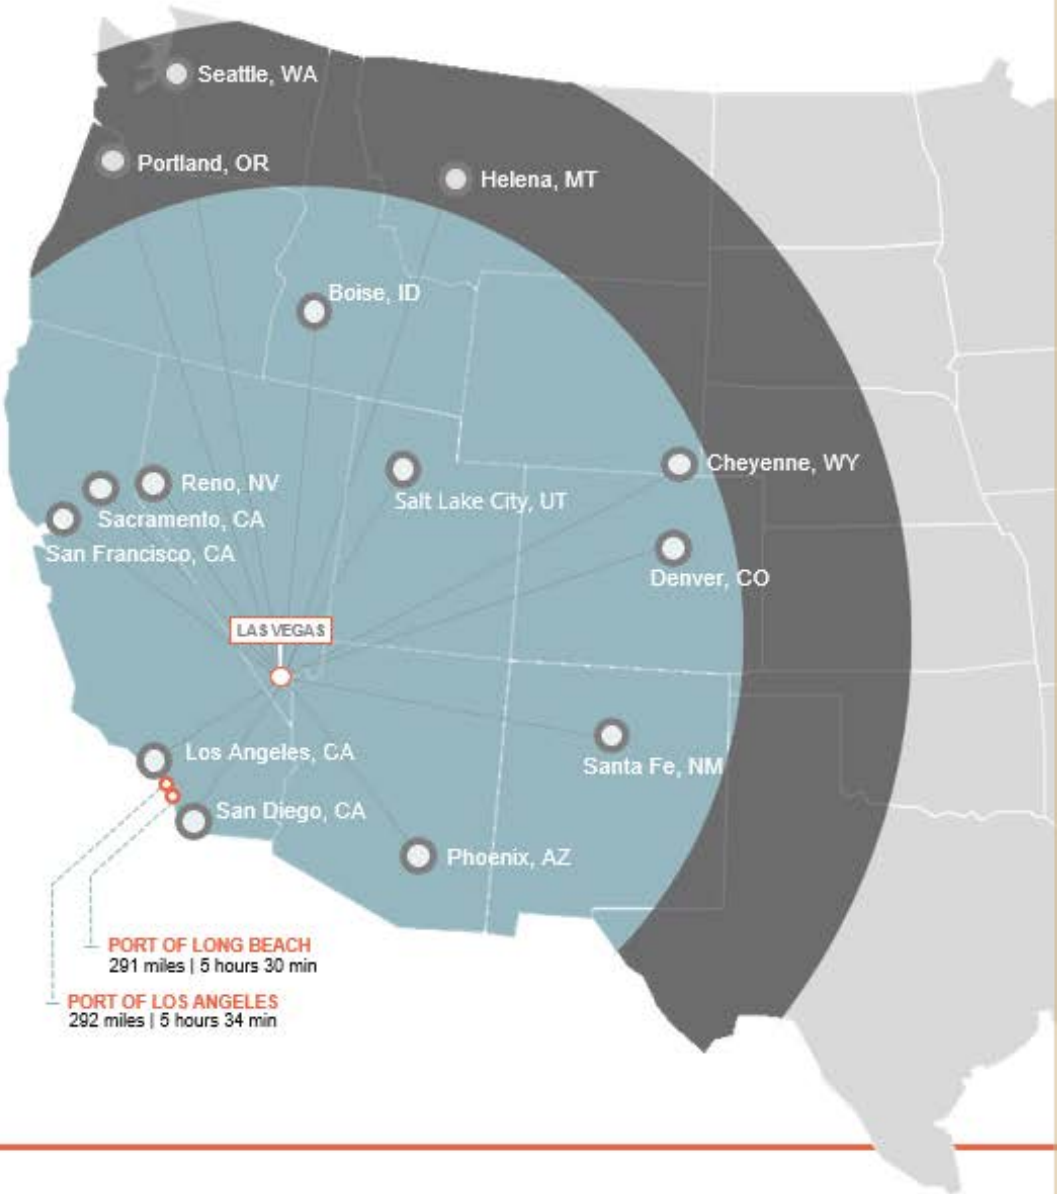 Seattle, WA
Portland, OR
Helena, MT
Boise, ID
Cheyenne, WY
Reno, NV
Salt Lake City, UT
Sacramento, CA
San Francisco, CA
Denver, CO
LAS VEGAS
Los Angeles, CA
Santa Fe, NM
San Diego, CA
Phoenix, AZ
PORT OF LONG BEACH
291 miles | 5 hours 30 min
PORT OF LOS ANGELES
292 miles | 5 hours 34 min